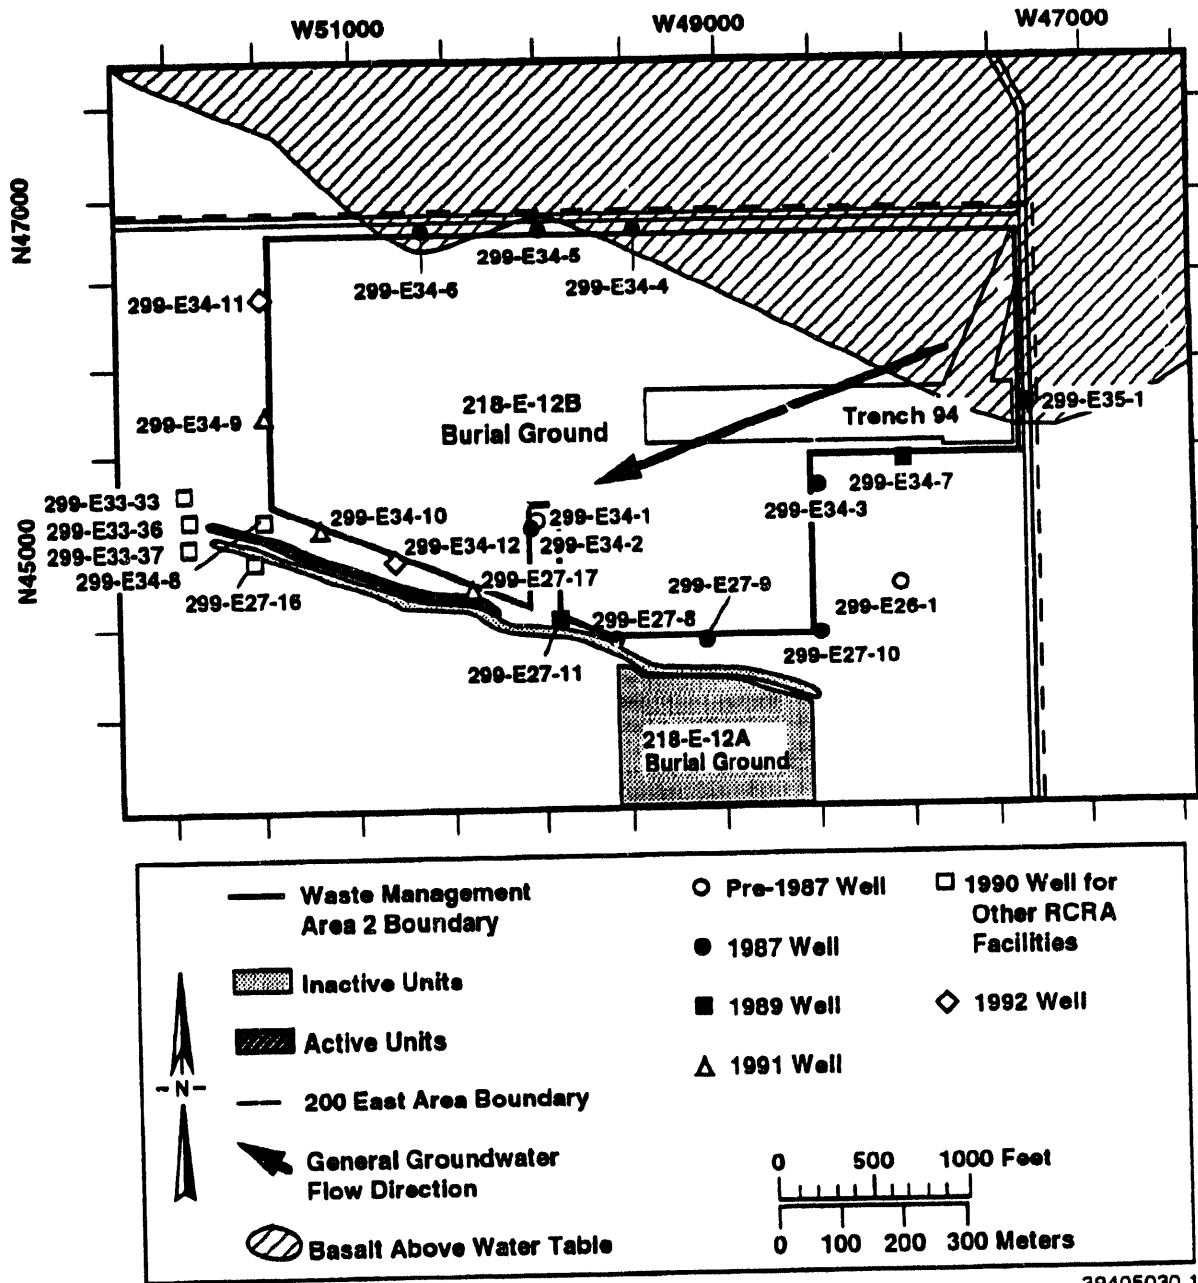 W51000
W49000
W47000
N47000
299-E34-6
299-E34-5
299-E34-4
299-E34-11
218-E-12B
Burial Ground
Trench 94
299-E35-1
299-E34-9
299-E34-7
299-E34-3
299-E33-33
299-E33-36
299-E33-37
299-E34-8
299-E34-10
299-E34-12
299-E34-1
299-E34-2
299-E27-17
299-E27-16
N45000
299-E27-9
299-E27-8
299-E26-1
299-E27-10
299-E27-11
218-E-12A
Burial Ground
Waste Management
Area 2 Boundary
Inactive Units
Active Units
200 East Area Boundary
General Groundwater
Flow Direction
Basalt Above Water Table
-N-
Pre-1987 Well
1987 Well
1989 Well
1991 Well
1990 Well for
Other RCRA
Facilities
1992 Well
0 500 1000 Feet
0 100 200 300 Meters